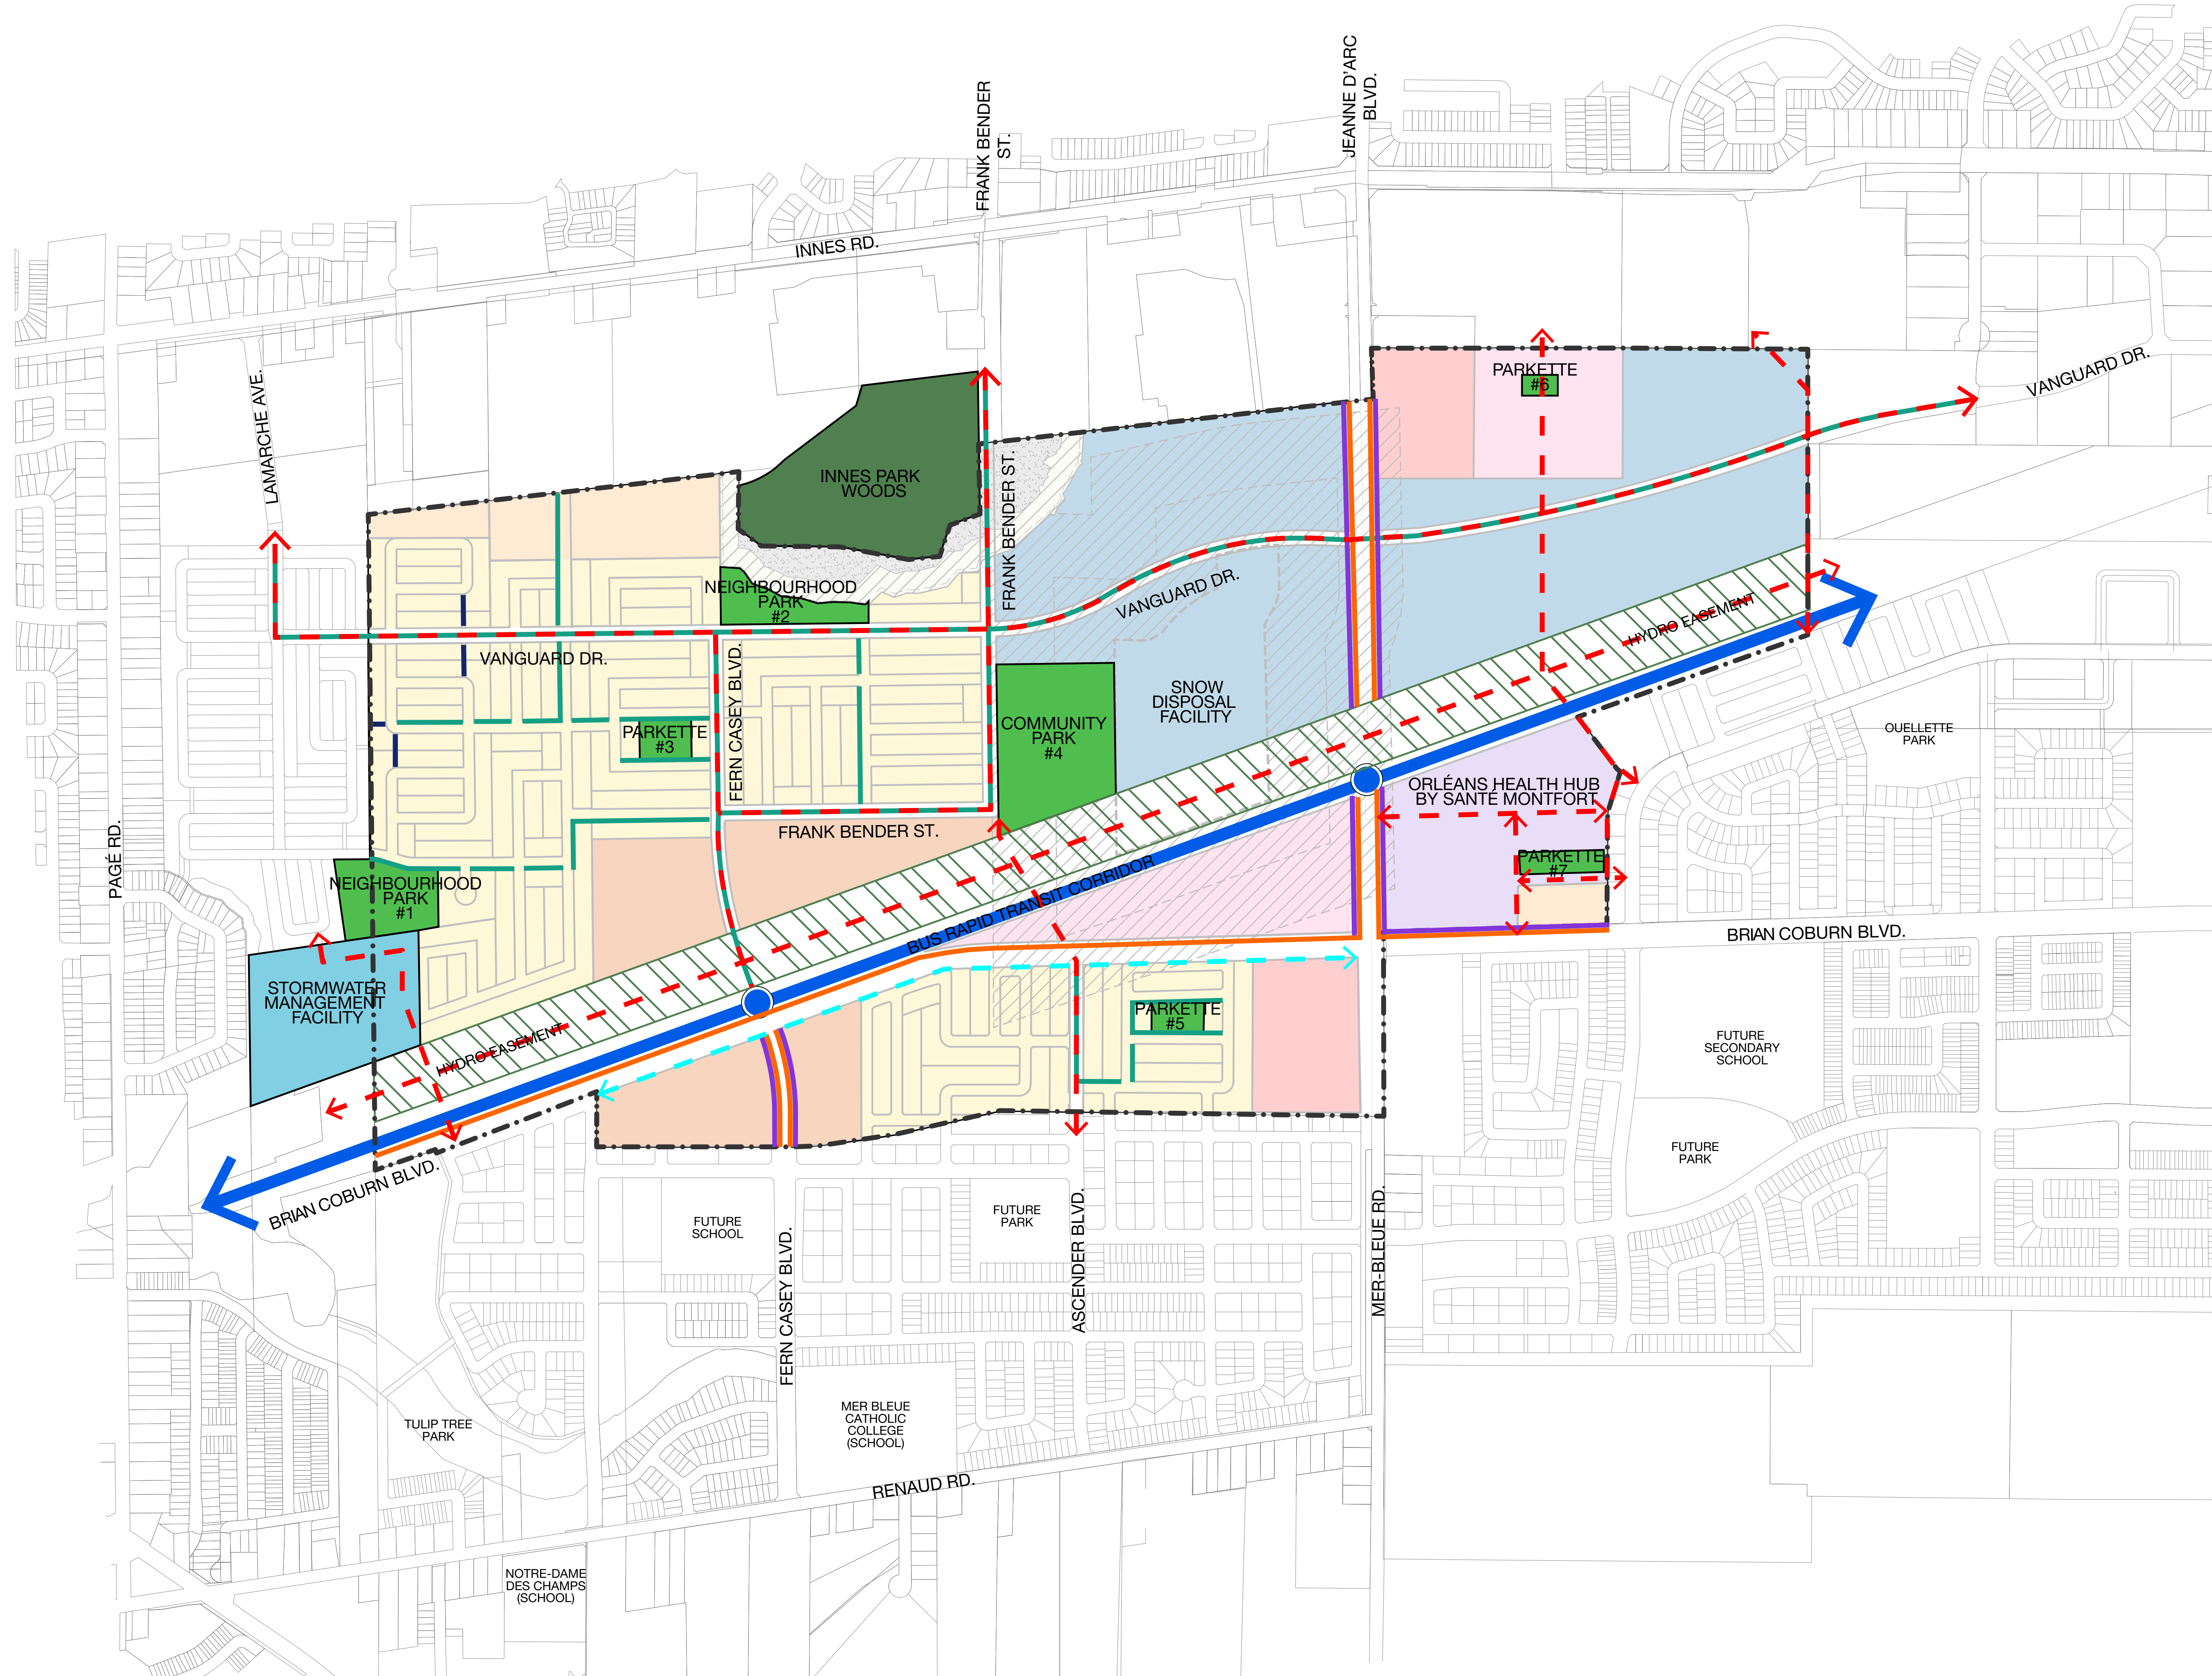 JEANNE D'ARC
BLVD.
FRANK BENDER
ST.
INNES RD.
VANGUARD DR.
LAMARCHE AVE.
PARKETTE
#6
INNES PARK
WOODS
FRANK BENDER ST.
NEIGHBOURHOOD
PARK
#2
VANGUARD DR.
HYDRO EASEMENT
VANGUARD DR.
FERN CASEY BLVD.
SNOW
DISPOSAL
FACILITY
COMMUNITY
PARK
#4
PARKETTE
#3
OUELLETTE
PARK
ORLÉANS HEALTH HUB
BY SANTÉ MONTFORT
FRANK BENDER ST.
PAGÉ RD.
PARKETTE
#7
NEIGHBOURHOOD
PARK
#1
BUS RAPID TRANSIT CORRIDOR
BRIAN COBURN BLVD.
STORMWATER
MANAGEMENT
FACILITY
PARKETTE
#5
HYDRO EASEMENT
FUTURE
SECONDARY
SCHOOL
FUTURE
PARK
BRIAN COBURN BLVD.
FUTURE
SCHOOL
FUTURE
PARK
FERN CASEY BLVD.
ASCENDER BLVD.
MER-BLEUE RD.
TULIP TREE
PARK
MER BLEUE
CATHOLIC
COLLEGE
(SCHOOL)
RENAUD RD.
NOTRE-DAME
DES CHAMPS
(SCHOOL)